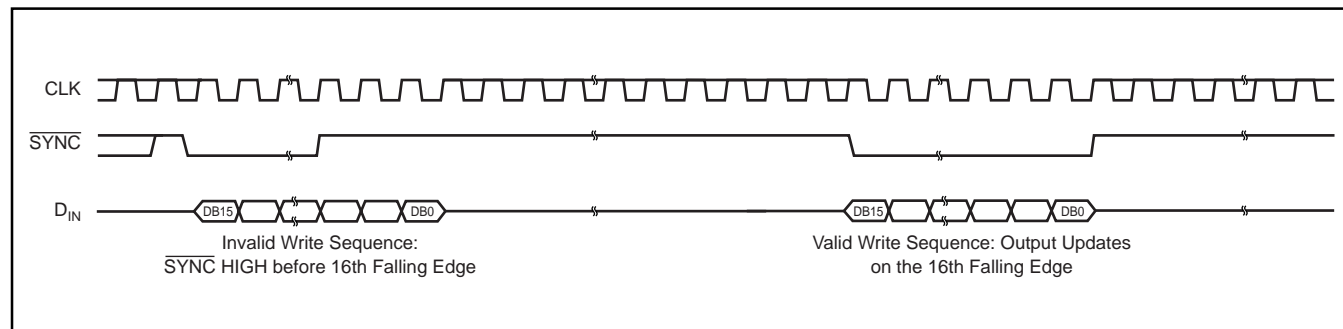 CLK
SYNC
DIN
DB15
DB0
DB15
DB0
Invalid Write Sequence:
SYNC HIGH before 16th Falling Edge
Valid Write Sequence: Output Updates
on the 16th Falling Edge